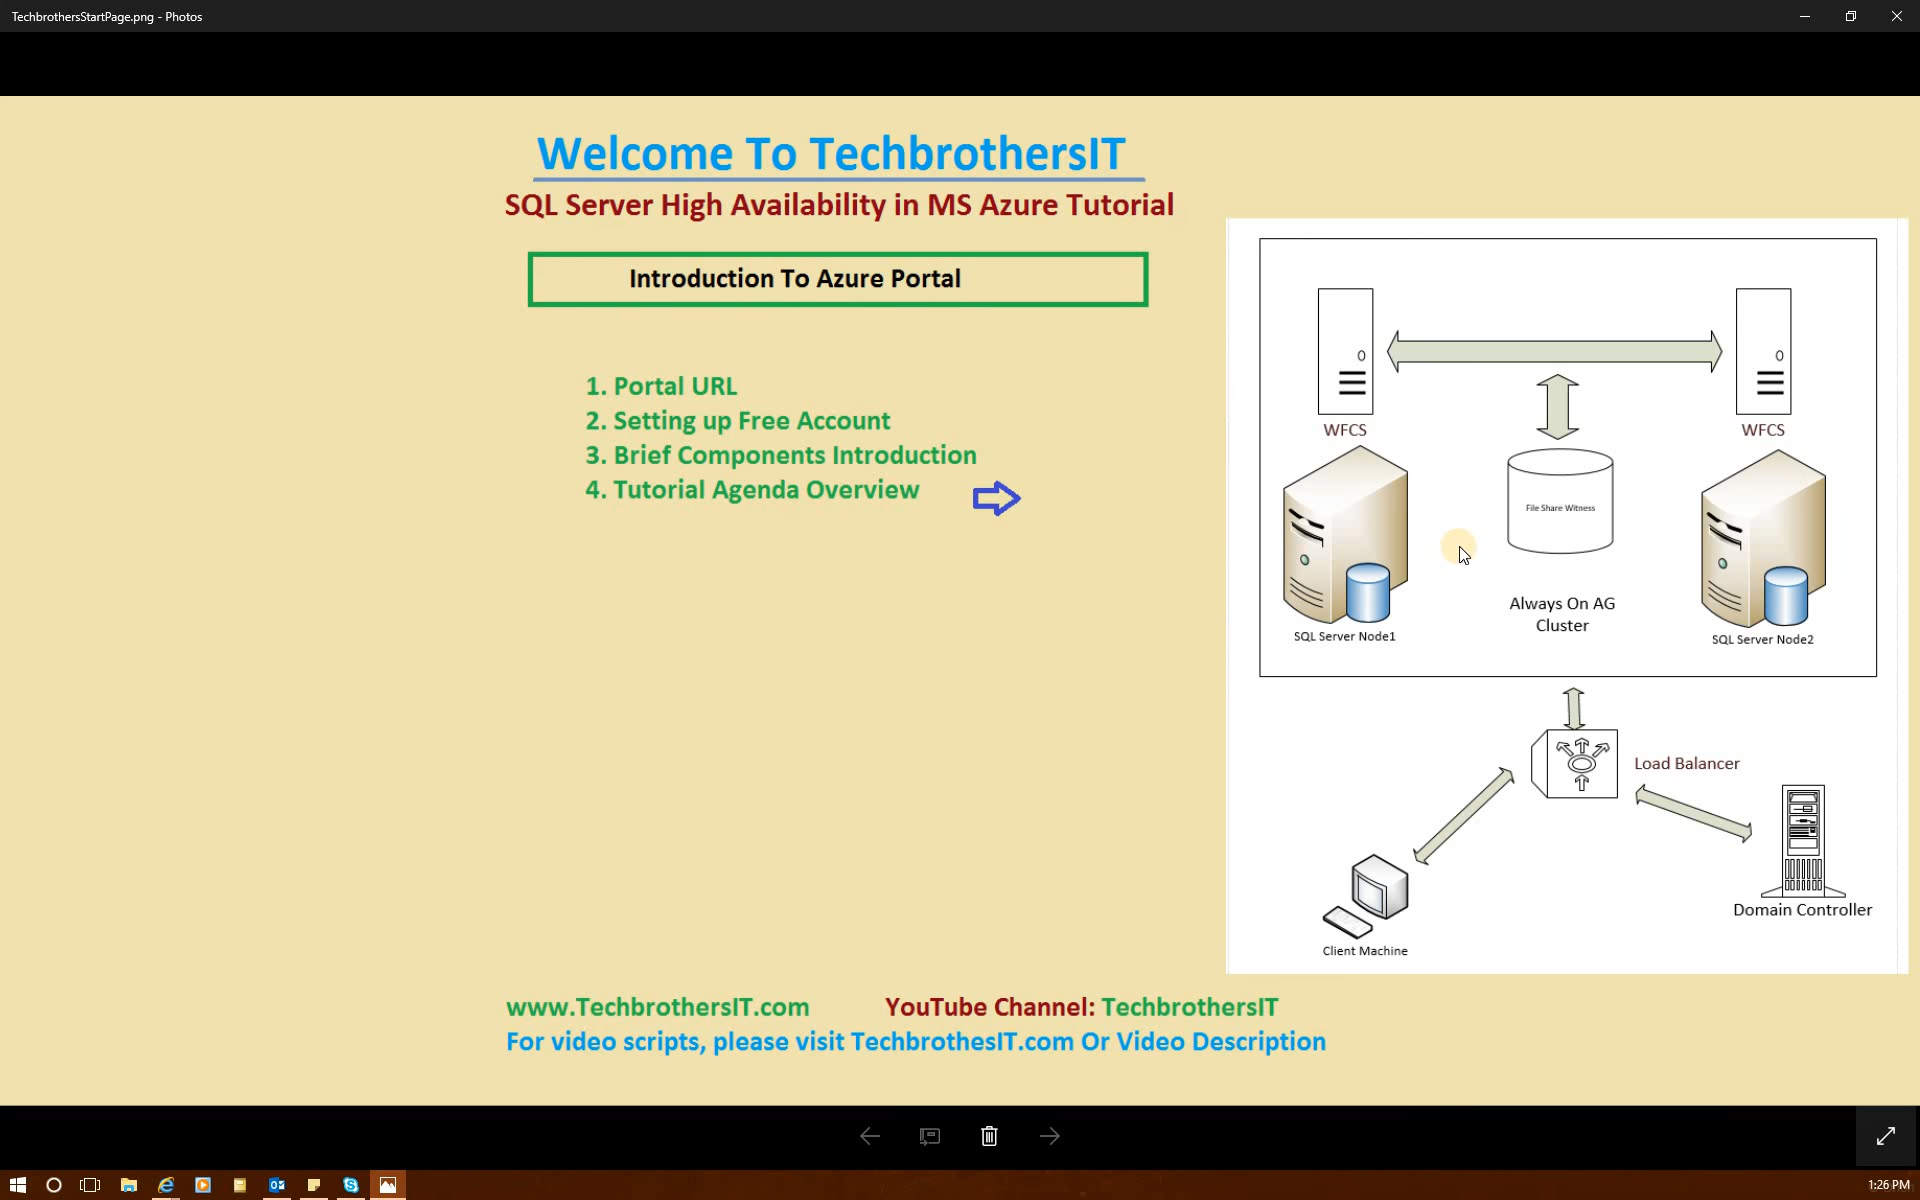 TechbrothersStartPage.png - Photos
Welcome To TechbrothersIT
SQL Server High Availability in MS Azure Tutorial
Introduction To Azure Portal
1. Portal URL
2. Setting up Free Account
3. Brief Components Introduction
4. Tutorial Agenda Overview
WFCS
WFCS
File Share Witness
Always On AG
Cluster
SQL Server Node1
SQL Server Node2
Load Balancer
Domain Controller
Client Machine
www.TechbrothersIT.com
YouTube Channel: TechbrothersIT
For video scripts, please visit TechbrothesIT.com Or Video Description
1:26 PM